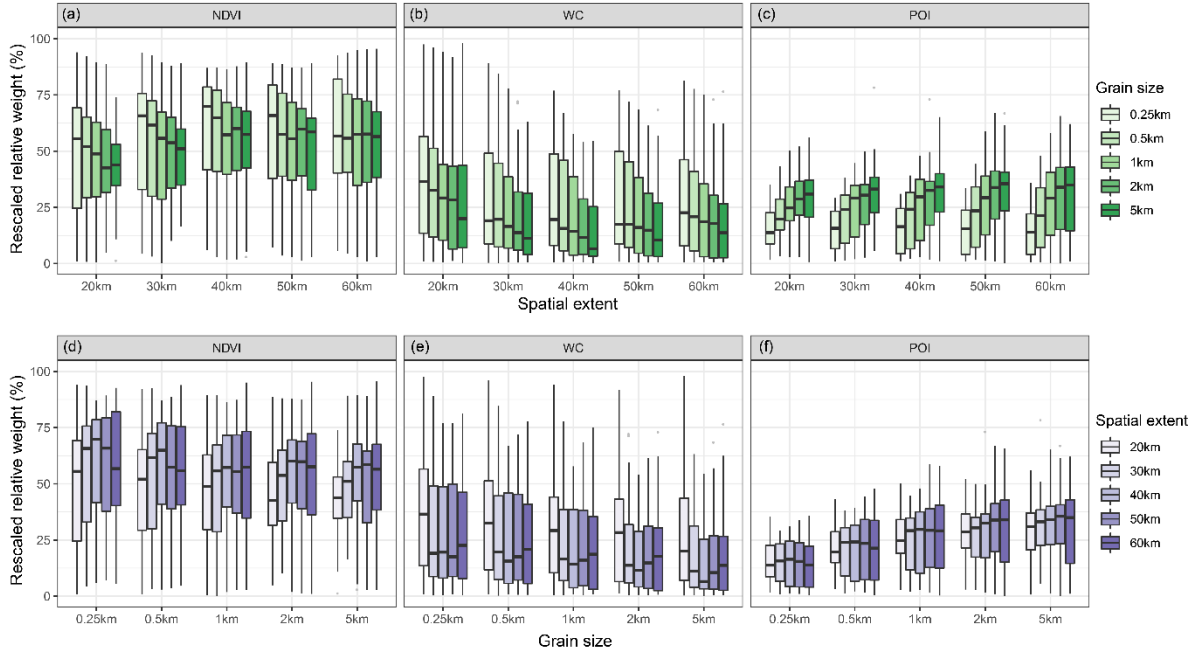 (a) NDVI (b) WC (c) POI
Rescaled relative weight (%)
100
75
50
25
0
20km 30km 40km 50km 60km 20km 30km 40km 50km 60km 20km 30km 40km 50km 60km
Spatial extent
Grain size
0.25km
0.5km
1km
2km
5km
(d) NDVI (e) WC (f) POI
Rescaled relative weight (%)
100
75
50
25
0
0.25km 0.5km 1km 2km 5km 0.25km 0.5km 1km 2km 5km 0.25km 0.5km 1km 2km 5km
Grain size
Spatial extent
20km
30km
40km
50km
60km